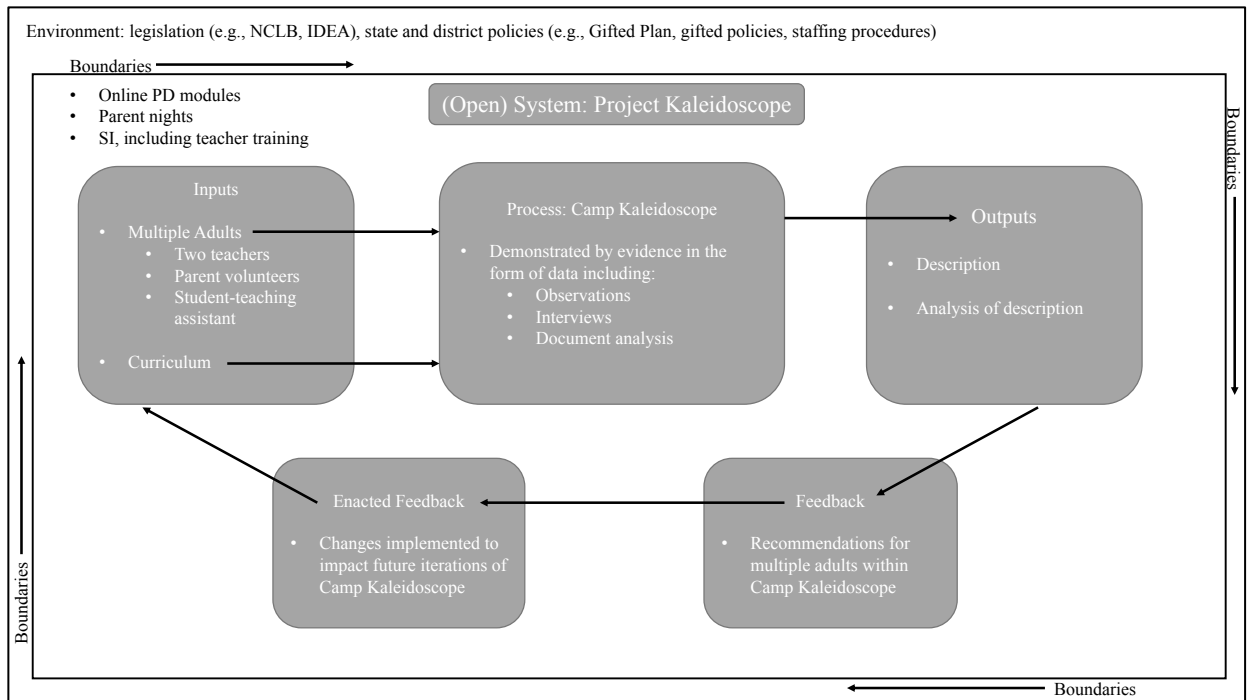 Environment: legislation (e.g., NCLB, IDEA), state and district policies (e.g., Gifted Plan, gifted policies, staffing procedures)
Boundaries
• Online PD modules
• Parent nights
• SI, including teacher training
(Open) System: Project Kaleidoscope
Boundaries
Inputs
• Multiple Adults
• Two teachers
• Parent volunteers
• Student-teaching
assistant
• Curriculum
Process: Camp Kaleidoscope
• Demonstrated by evidence in the
form of data including:
• Observations
• Interviews
• Document analysis
Outputs
• Description
• Analysis of description
Enacted Feedback
• Changes implemented to
impact future iterations of
Camp Kaleidoscope
Feedback
• Recommendations for
multiple adults within
Camp Kaleidoscope
Boundaries
Boundaries